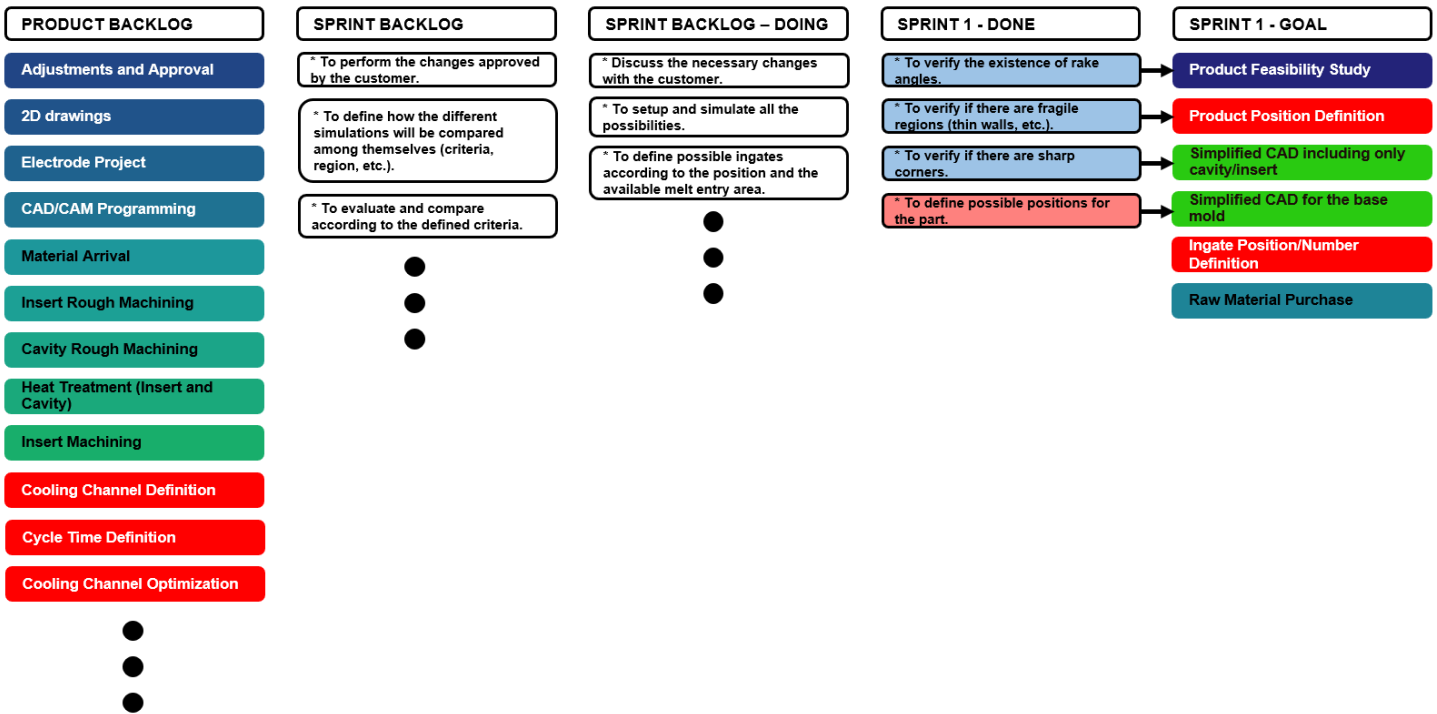 PRODUCT BACKLOG
Adjustments and Approval
2D drawings
Electrode Project
CAD/CAM Programming
Material Arrival
Insert Rough Machining
Cavity Rough Machining
Heat Treatment (Insert and
Cavity)
Insert Machining
Cooling Channel Definition
Cycle Time Definition
Cooling Channel Optimization
SPRINT BACKLOG
* To perform the changes approved
by the customer.
* To define how the different
simulations will be compared
among themselves (criteria,
region, etc.).
* To evaluate and compare
according to the defined criteria.
SPRINT BACKLOG – DOING
* Discuss the necessary changes
with the customer.
* To setup and simulate all the
possibilities.
* To define possible ingates
according to the position and the
available melt entry area.
SPRINT 1 - DONE
* To verify the existence of rake
angles.
* To verify if there are fragile
regions (thin walls, etc.).
* To verify if there are sharp
corners.
* To define possible positions for
the part.
SPRINT 1 - GOAL
Product Feasibility Study
Product Position Definition
Simplified CAD including only
cavity/insert
Simplified CAD for the base
mold
Ingate Position/Number
Definition
Raw Material Purchase